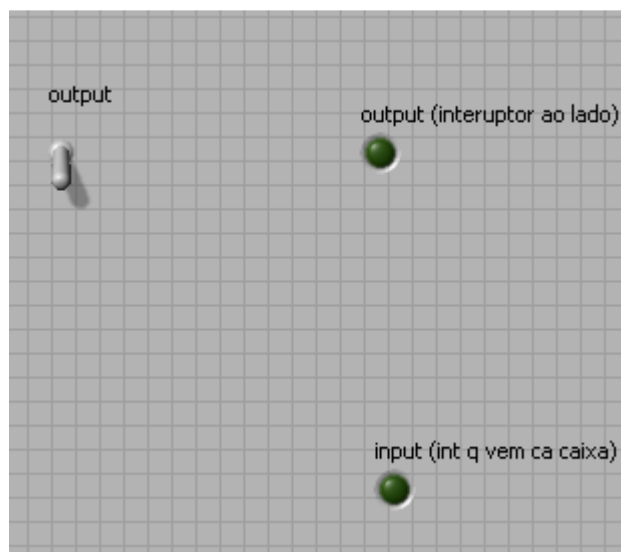 output
output (interuptor ao lado)
input (int q vem ca caixa)